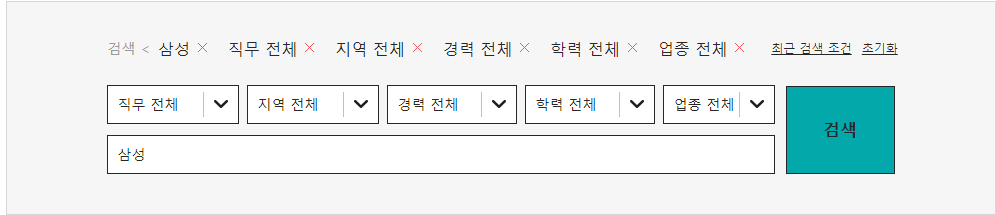 검색 < 삼성 × 직무 전체 × 지역 전체 × 경력 전체 × 학력 전체 × 업종 전체 × 최근 검색 조건 초기화
직무 전체 지역 전체 경력 전체 학력 전체 업종 전체
검색
삼성